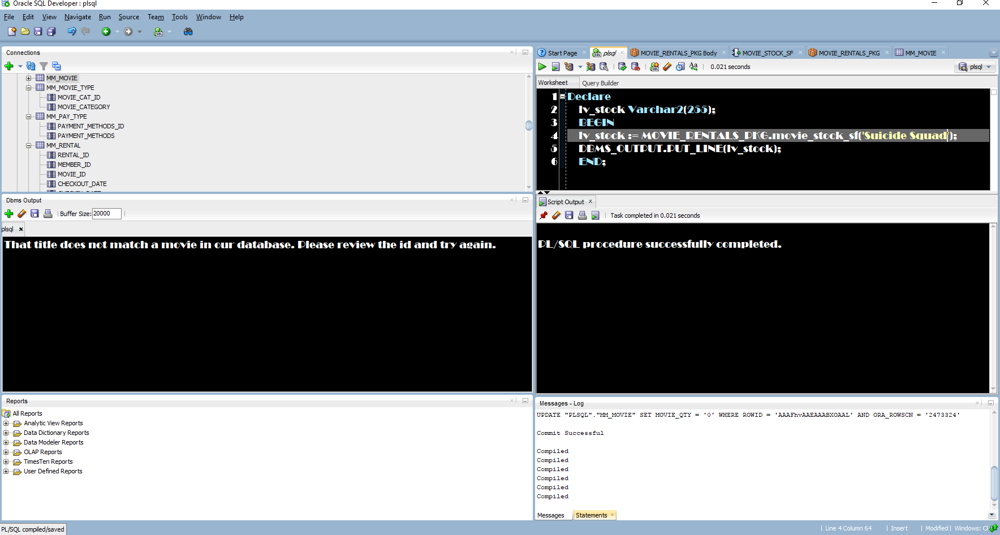 Oracle SQL Developer : plsql
File Edit View Navigate Run Source Team Tools Window Help
Connections
MM_MOVIE
MM_MOVIE_TYPE
MOVIE_CAT_ID
MOVIE_CATEGORY
MM_PAY_TYPE
PAYMENT_METHODS_ID
PAYMENT_METHODS
MM_RENTAL
RENTAL_ID
MEMBER_ID
MOVIE_ID
CHECKOUT_DATE
Start Page plsql MOVIE_RENTALS_PKG Body MOVIE_STOCK_SF MOVIE_RENTALS_PKG MM_MOVIE
0.021 seconds plsql
Worksheet Query Builder
1 Declare
2 lv_stock Varchar2(255);
3 BEGIN
4 lv_stock := MOVIE_RENTALS_PKG.movie_stock_sf('Suicide Squad');
5 DBMS_OUTPUT.PUT_LINE(lv_stock);
6 END;
Dbms Output
Buffer Size: 20000
plsql
That title does not match a movie in our database. Please review the id and try again.
Script Output
Task completed in 0.021 seconds
PL/SQL procedure successfully completed.
Reports
All Reports
Analytic View Reports
Data Dictionary Reports
Data Modeler Reports
OLAP Reports
TimesTen Reports
User Defined Reports
Messages - Log
UPDATE "PLSQL"."MM_MOVIE" SET MOVIE_QTY = '0' WHERE ROWID = 'AAAFhvAAEAAABXOAAL' AND ORA_ROWSCN = '2473324'
Commit Successful
Compiled
Compiled
Compiled
Compiled
Compiled
Compiled
Messages Statements
PL/SQL compiled/saved
Line 4 Column 64 Insert Modified Windows: